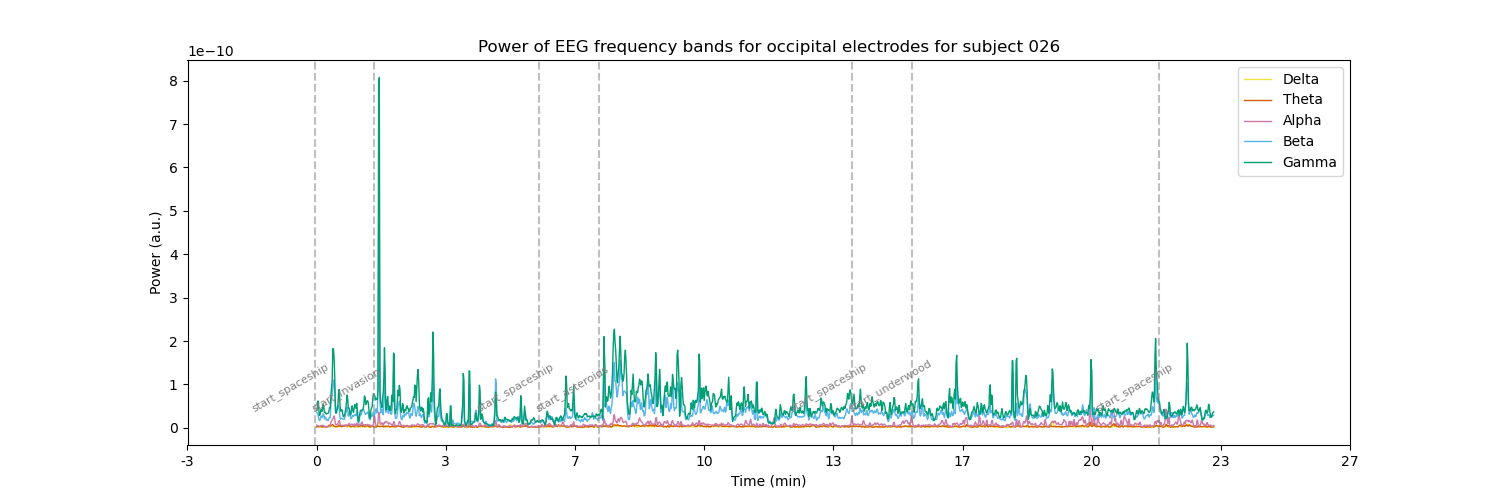 Power of EEG frequency bands for occipital electrodes for subject 026
1e−10
8
7
6
5
4
3
2
1
0
Power (a.u.)
start_spaceship
start_invasion
start_spaceship
start_asteroids
start_spaceship
start_underwood
start_spaceship
Delta
Theta
Alpha
Beta
Gamma
-3
0
3
7
10
13
17
20
23
27
Time (min)